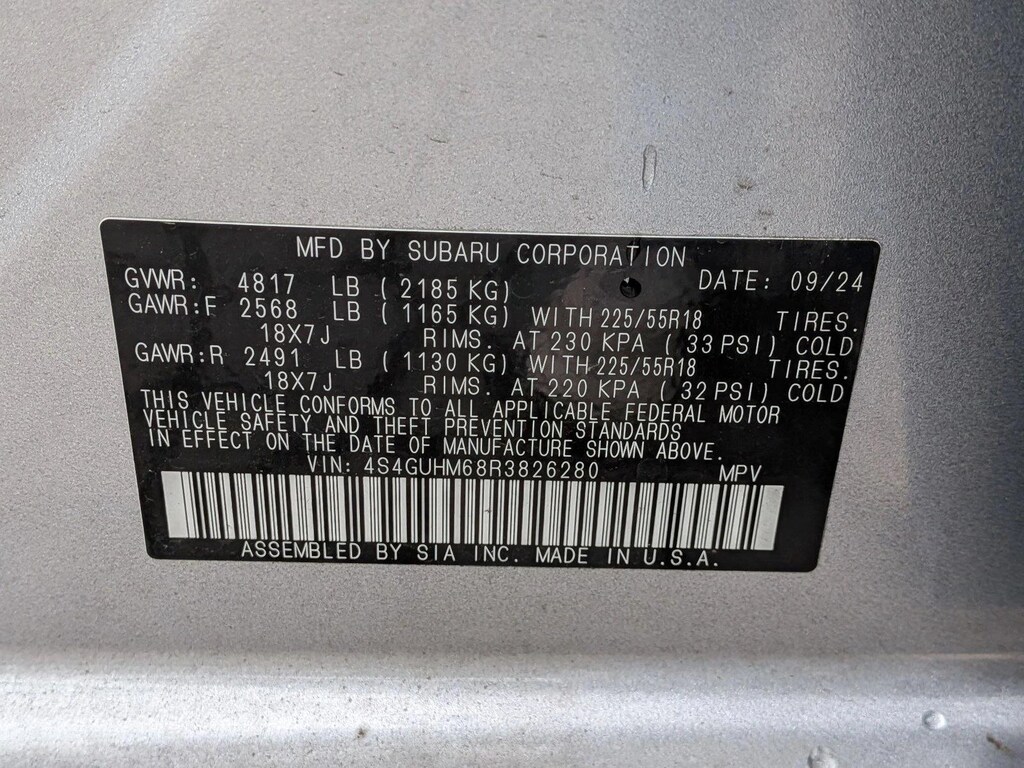 MFD BY SUBARU CORPORATION
GVWR: 4817 LB ( 2185 KG) DATE: 09/24
GAWR:F 2568 LB ( 1165 KG) WITH 225/55R18 TIRES.
18X7J RIMS. AT 230 KPA ( 33 PSI) COLD
GAWR:R 2491 LB ( 1130 KG) WITH 225/55R18 TIRES.
18X7J RIMS. AT 220 KPA ( 32 PSI) COLD
THIS VEHICLE CONFORMS TO ALL APPLICABLE FEDERAL MOTOR
VEHICLE SAFETY AND THEFT PREVENTION STANDARDS
IN EFFECT ON THE DATE OF MANUFACTURE SHOWN ABOVE.
VIN: 4S4GUHM68R3826280 MPV
ASSEMBLED BY SIA INC. MADE IN U.S.A.